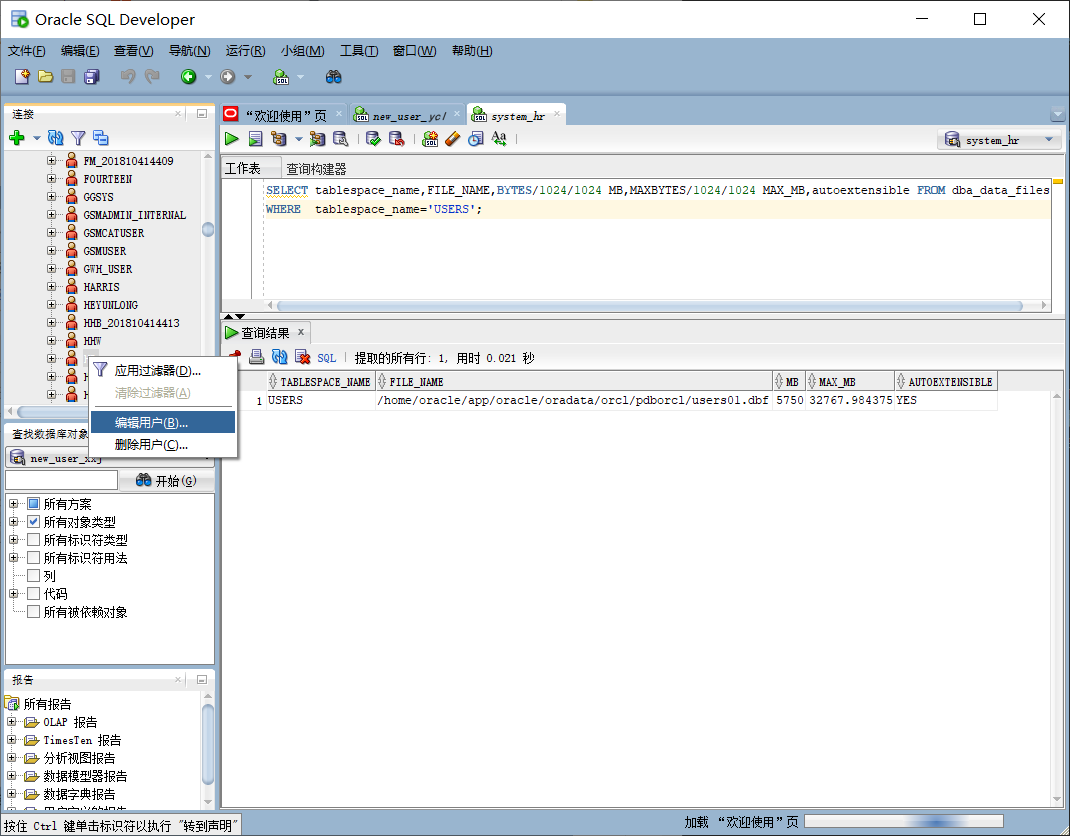 Oracle SQL Developer
文件(F) 编辑(E) 查看(V) 导航(N) 运行(R) 小组(M) 工具(T) 窗口(W) 帮助(H)
连接
FM_201810414409
FOURTEEN
GGSYS
GSMADMIN_INTERNAL
GSMCATUSER
GSMUSER
GWH_USER
HARRIS
HEYUNLONG
HHB_201810414413
HHW
应用过滤器(D)...
清除过滤器(A)
编辑用户(B)...
删除用户(C)...
查找数据库对象
new_user_xxj
开始(G)
所有方案
所有对象类型
所有标识符类型
所有标识符用法
列
代码
所有被依赖对象
报告
所有报告
OLAP 报告
TimesTen 报告
分析视图报告
数据模型器报告
数据字典报告
用户定义的报告
“欢迎使用”页 new_user_ycl system_hr
system_hr
工作表 查询构建器
SELECT tablespace_name,FILE_NAME,BYTES/1024/1024 MB,MAXBYTES/1024/1024 MAX_MB,autoextensible FROM dba_data_files
WHERE tablespace_name='USERS';
查询结果
SQL 提取的所有行: 1, 用时 0.021 秒
TABLESPACE_NAME FILE_NAME MB MAX_MB AUTOEXTENSIBLE
1 USERS /home/oracle/app/oracle/oradata/orcl/pdborcl/users01.dbf 5750 32767.984375 YES
按住 Ctrl 键单击标识符以执行 "转到声明"
加载 “欢迎使用”页